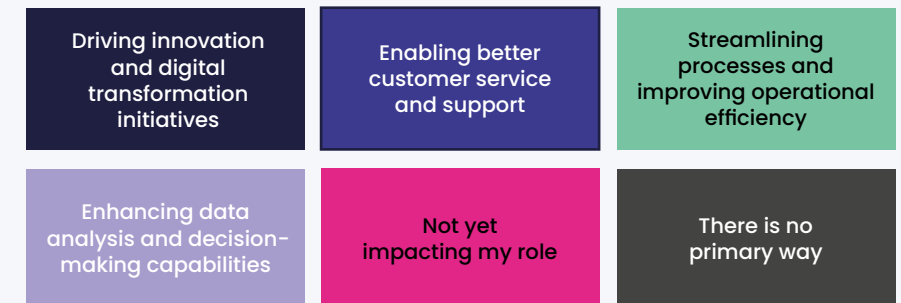 Driving innovation
and digital
transformation
initiatives
Enabling better
customer service
and support
Streamlining
processes and
improving operational
efficiency
Enhancing data
analysis and decision-
making capabilities
Not yet
impacting my role
There is no
primary way